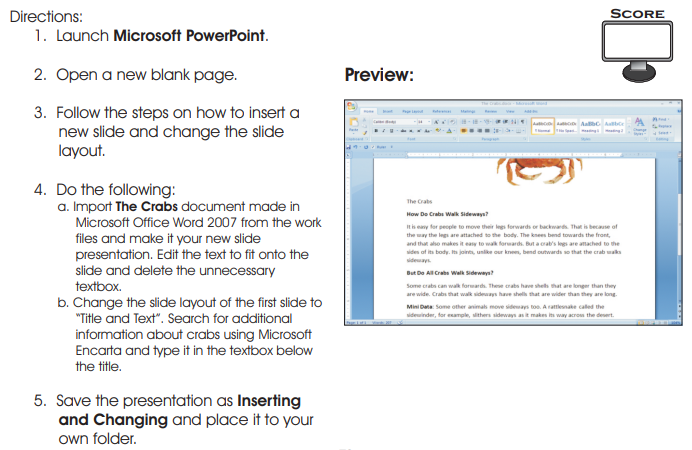 Directions:
SCORE
1. Launch Microsoft PowerPoint.
2. Open a new blank page.
Preview:
3. Follow the steps on how to insert a
new slide and change the slide
layout.
4. Do the following:
a. Import The Crabs document made in
Microsoft Office Word 2007 from the work
files and make it your new slide
presentation. Edit the text to fit onto the
slide and delete the unnecessary
textbox.
b. Change the slide layout of the first slide to
"Title and Text". Search for additional
information about crabs using Microsoft
Encarta and type it in the textbox below
the title.
5. Save the presentation as Inserting
and Changing and place it to your
own folder.
The Crabs
How Do Crabs Walk Sideways?
It is easy for people to move their legs forwards or backwards. That is because of
the way the legs are attached to the body. The knees bend towards the front,
and that also makes it easy to walk forwards. But a crab's legs are attached to the
sides of its body. Its joints, unlike our knees, bend outwards so that the crab walks
sideways.
But Do All Crabs Walk Sideways?
Some crabs can walk forwards. These crabs have shells that are longer than they
are wide. Crabs that walk sideways have shells that are wider than they are long.
Mini Data: Some other animals move sideways too. A rattlesnake called the
sidewinder, for example, slithers sideways as it makes its way across the desert.